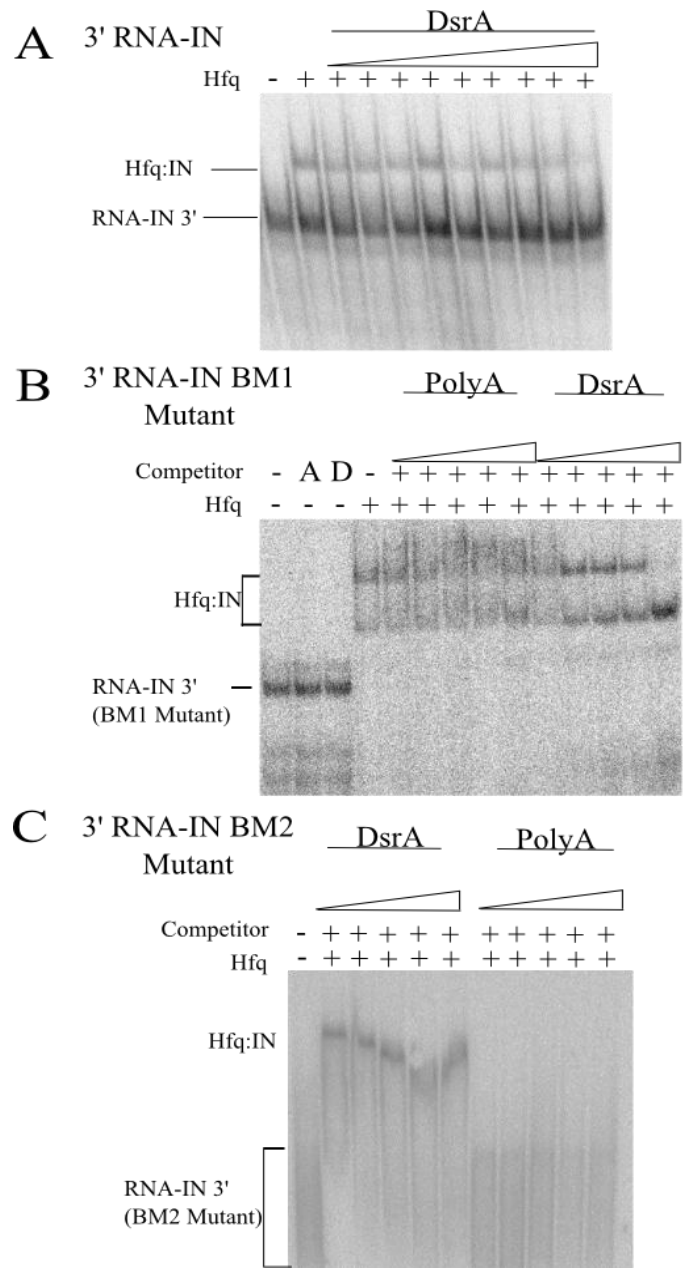 A
3' RNA-IN
DsrA
Hfq - + + + + + + + + + +
Hfq:IN
RNA-IN 3'
B
3' RNA-IN BM1
Mutant
PolyA DsrA
Competitor - A D - + + + + + + + + + +
Hfq - - - + + + + + + + + + + +
Hfq:IN
RNA-IN 3'
(BM1 Mutant)
C
3' RNA-IN BM2
Mutant
DsrA PolyA
Competitor - + + + + + + + + + +
Hfq - + + + + + + + + + +
Hfq:IN
RNA-IN 3'
(BM2 Mutant)